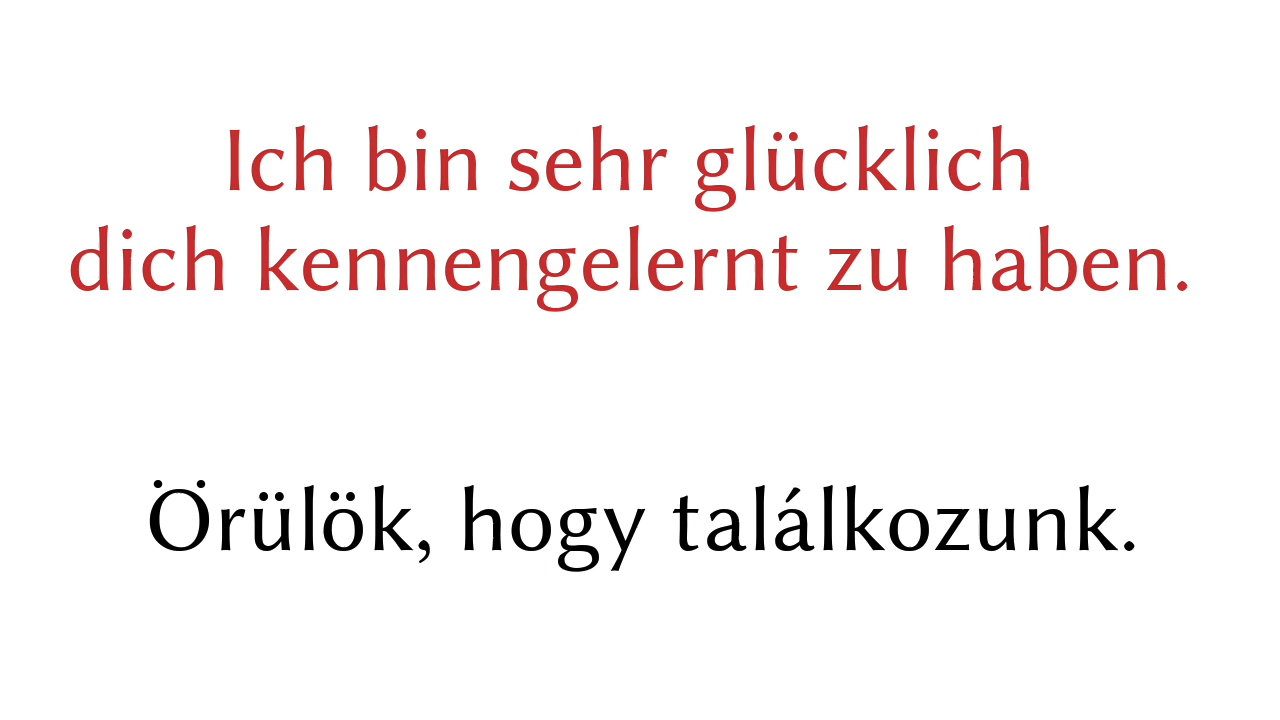 Ich bin sehr glücklich
dich kennengelernt zu haben.
Örülök, hogy találkozunk.